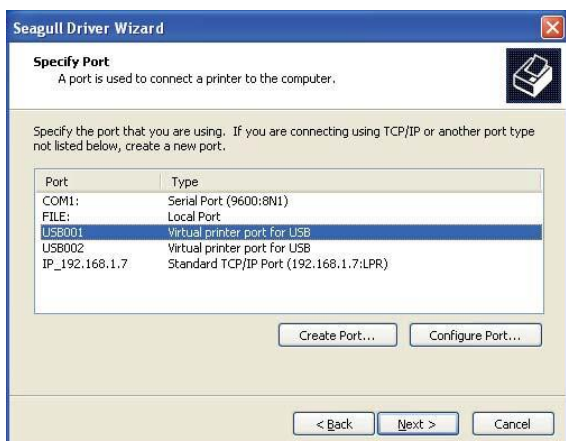 Seagull Driver Wizard
Specify Port
A port is used to connect a printer to the computer.
Specify the port that you are using. If you are connecting using TCP/IP or another port type
not listed below, create a new port.
Port Type
COM1: Serial Port (9600:8N1)
FILE: Local Port
USB001 Virtual printer port for USB
USB002 Virtual printer port for USB
IP_192.168.1.7 Standard TCP/IP Port (192.168.1.7:LPR)
Create Port... Configure Port...
< Back Next > Cancel